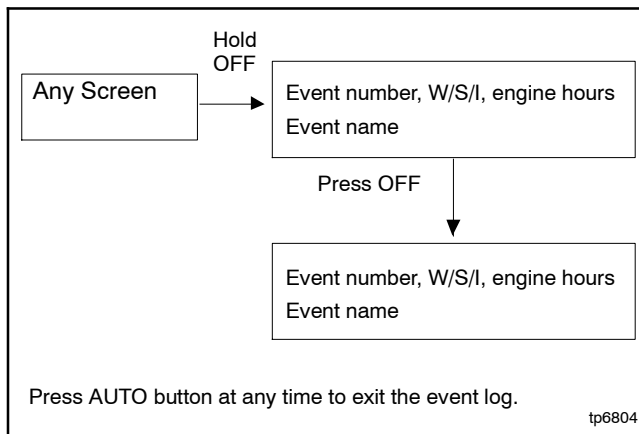 Hold
OFF
Any Screen
Event number, W/S/I, engine hours
Event name
Press OFF
Event number, W/S/I, engine hours
Event name
Press AUTO button at any time to exit the event log.
tp6804